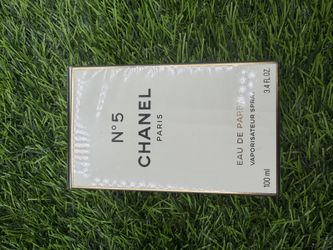 N°5
CHANEL
PARIS
EAU DE PARFUM
VAPORISATEUR SPRAY
100 ml
3.4 FL.OZ